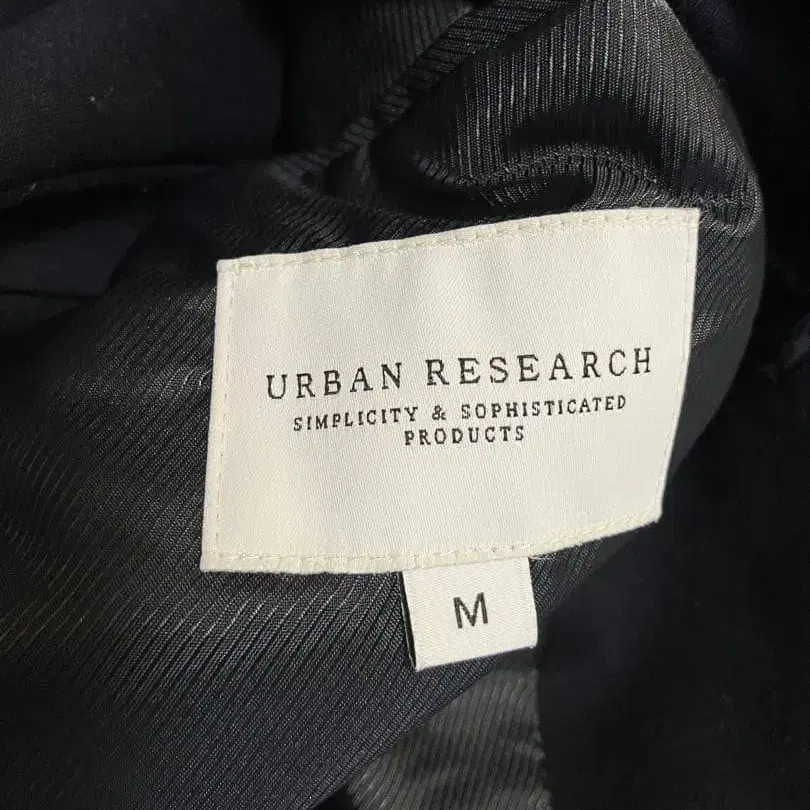 URBAN RESEARCH
SIMPLICITY & SOPHISTICATED
PRODUCTS
M